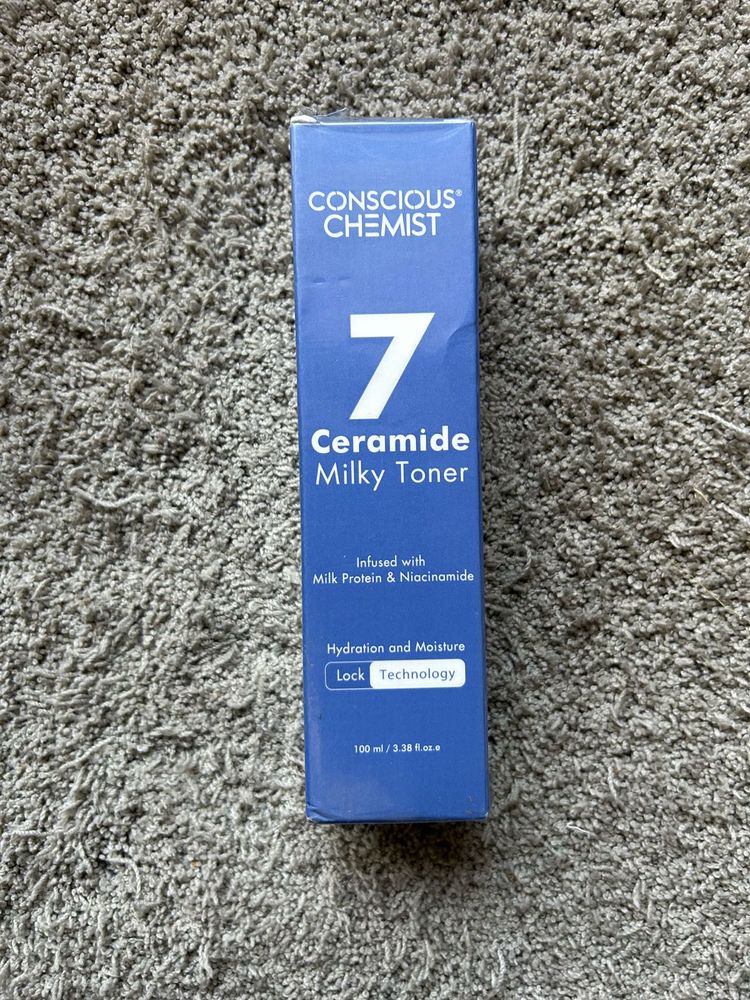 CONSCIOUS®
CHEMIST
7
Ceramide
Milky Toner
Infused with
Milk Protein & Niacinamide
Hydration and Moisture
Lock Technology
100 ml / 3.38 fl.oz.e